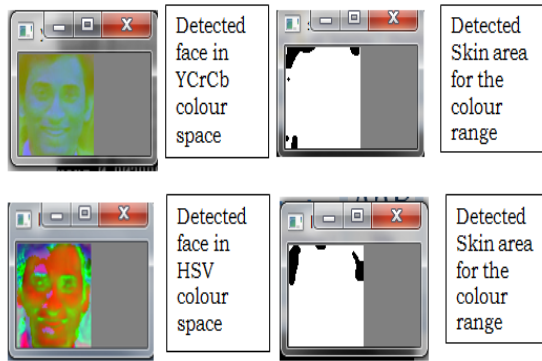 Detected
face in
YCrCb
colour
space
Detected
Skin area
for the
colour
range
Detected
face in
HSV
colour
space
Detected
Skin area
for the
colour
range